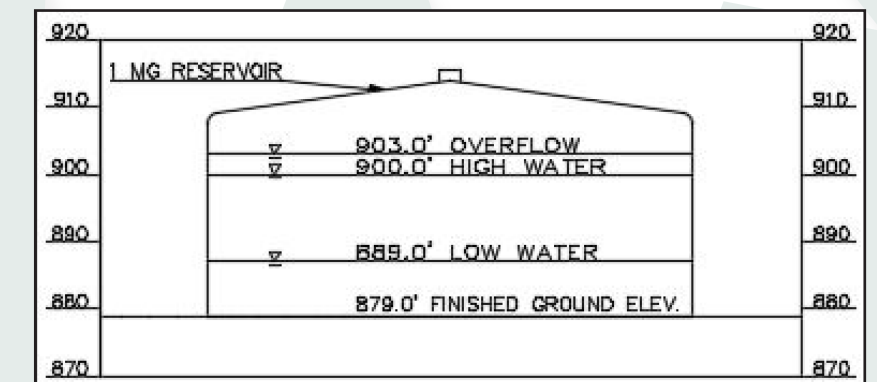 920 920
1 MG RESERVOIR
910 910
903.0' OVERFLOW
900 900.0' HIGH WATER 900
890 890
889.0' LOW WATER
880 879.0' FINISHED GROUND ELEV. 880
870 870